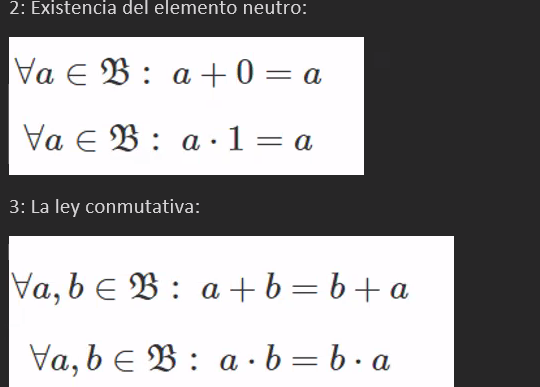 2: Existencia del elemento neutro:
∀a ∈ 𝔅 : a + 0 = a
∀a ∈ 𝔅 : a · 1 = a
3: La ley conmutativa:
∀a, b ∈ 𝔅 : a + b = b + a
∀a, b ∈ 𝔅 : a · b = b · a